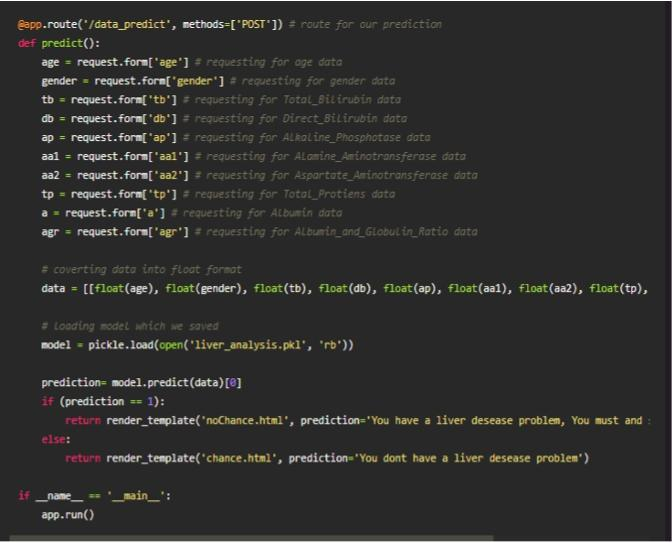 @app.route('/data_predict', methods=['POST']) # route for our prediction
def predict():
    age = request.form['age'] # requesting for age data
    gender = request.form['gender'] # requesting for gender data
    tb = request.form['tb'] # requesting for Total_Bilirubin data
    db = request.form['db'] # requesting for Direct_Bilirubin data
    ap = request.form['ap'] # requesting for Alkaline_Phosphotase data
    aa1 = request.form['aa1'] # requesting for Alamine_Aminotransferase data
    aa2 = request.form['aa2'] # requesting for Aspartate_Aminotransferase data
    tp = request.form['tp'] # requesting for Total_Protiens data
    a = request.form['a'] # requesting for Albumin data
    agr = request.form['agr'] # requesting for Albumin_and_Globulin_Ratio data
    # coverting data into float format
    data = [[float(age), float(gender), float(tb), float(db), float(ap), float(aa1), float(aa2), float(tp),
    # Loading model which we saved
    model = pickle.load(open('liver_analysis.pkl', 'rb'))
    prediction= model.predict(data)[0]
    if (prediction == 1):
        return render_template('noChance.html', prediction='You have a liver desease problem, You must and
    else:
        return render_template('chance.html', prediction='You dont have a liver desease problem')
if __name__ == '__main__':
    app.run()